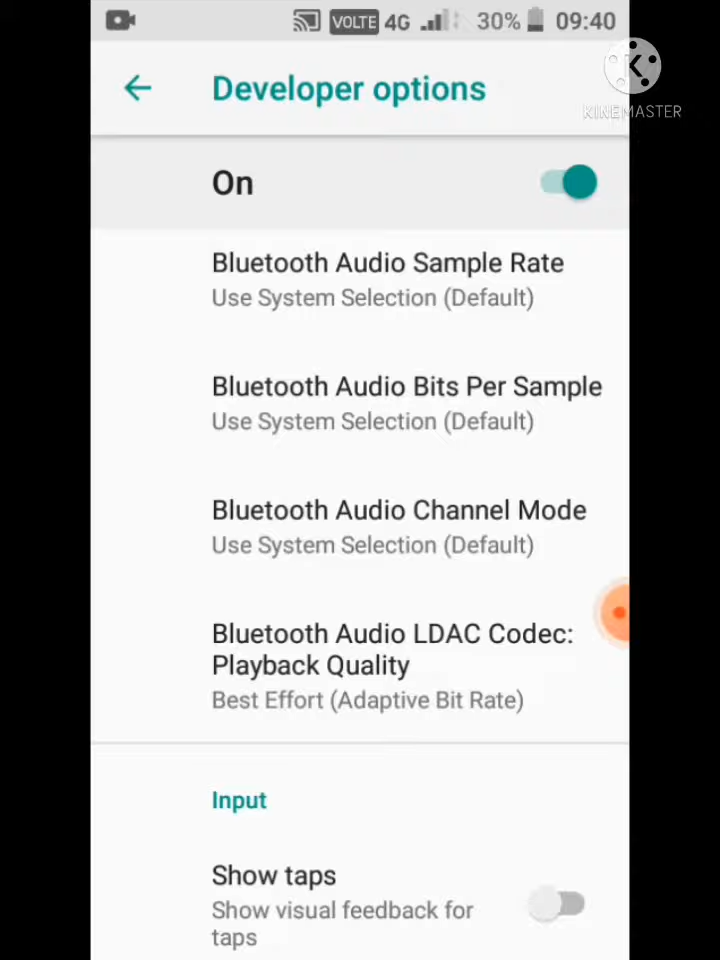 VOLTE 4G 30% 09:40
Developer options
K
KINEMASTER
On
Bluetooth Audio Sample Rate
Use System Selection (Default)
Bluetooth Audio Bits Per Sample
Use System Selection (Default)
Bluetooth Audio Channel Mode
Use System Selection (Default)
Bluetooth Audio LDAC Codec:
Playback Quality
Best Effort (Adaptive Bit Rate)
Input
Show taps
Show visual feedback for
taps